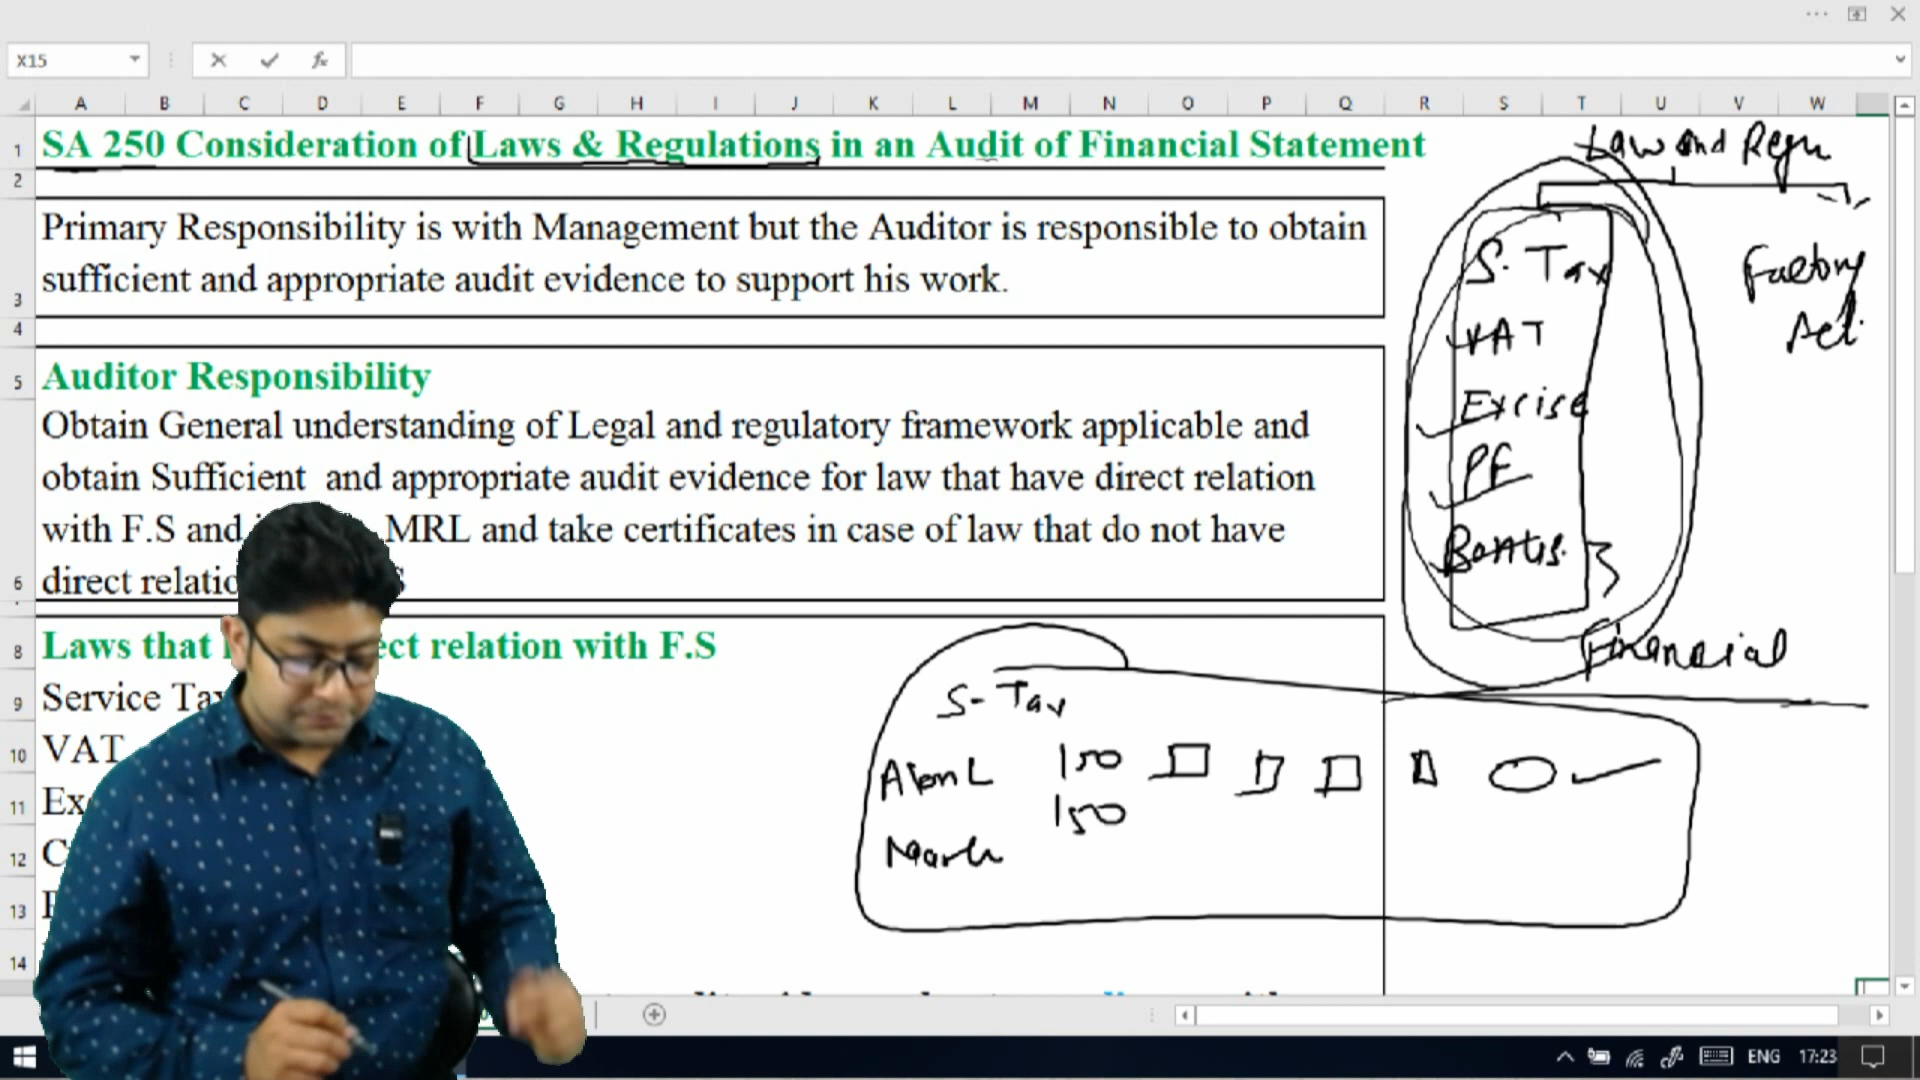 X15
fx
A B C D E F G H I J K L M N O P Q R S T U V W
1 SA 250 Consideration of Laws & Regulations in an Audit of Financial Statement
Law and Regu
2
3 Primary Responsibility is with Management but the Auditor is responsible to obtain
sufficient and appropriate audit evidence to support his work.
S. Tax
VAT
Excise
PF
Bonus.
Factory
Act.
4
5 Auditor Responsibility
6 Obtain General understanding of Legal and regulatory framework applicable and
obtain Sufficient and appropriate audit evidence for law that have direct relation
with F.S and MRL and take certificates in case of law that do not have
direct
Financial
8 Laws that relation with F.S
9 Service
10 VAT
11
12
13
14
S-Tax
150
150
March
ENG 17:23